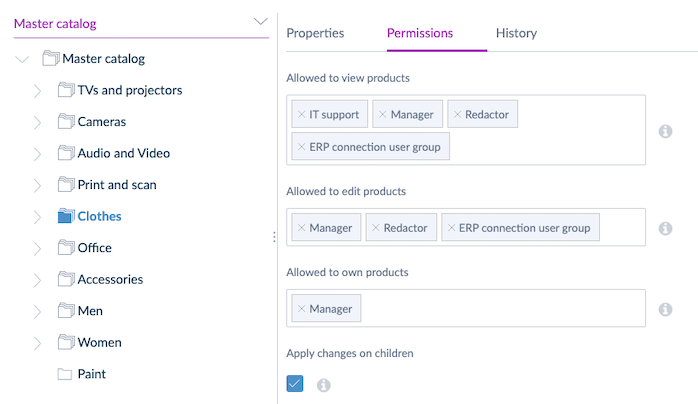 Master catalog
Master catalog
TVs and projectors
Cameras
Audio and Video
Print and scan
Clothes
Office
Accessories
Men
Women
Paint
Properties Permissions History
Allowed to view products
× IT support × Manager × Redactor
× ERP connection user group
Allowed to edit products
× Manager × Redactor × ERP connection user group
Allowed to own products
× Manager
Apply changes on children